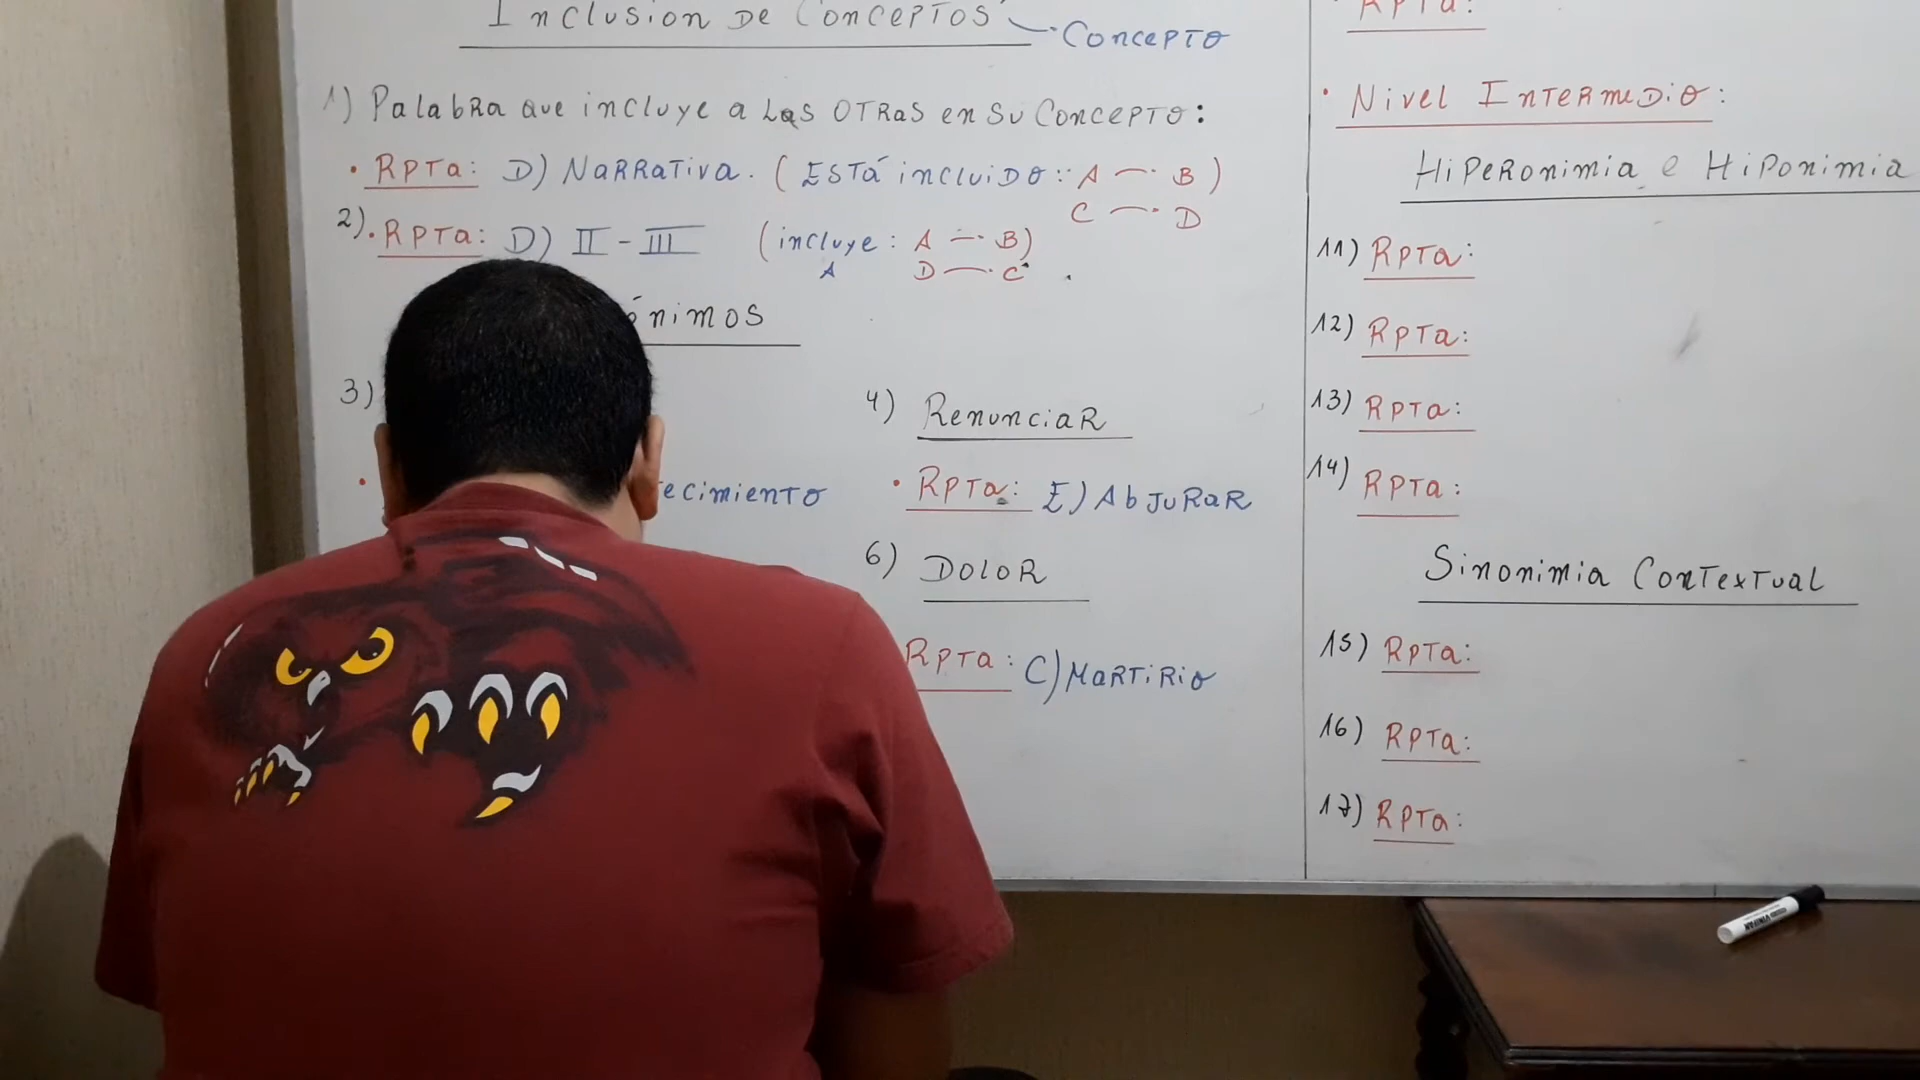 Inclusion De Conceptos
Concepto
1) Palabra que incluye a Las OTRas en Su Concepto:
• RPTa: D) Narrativa. (ESTá incluido: A — B)
C — D
2). • RPTa: D) II - III (incluye: A — B)
A D — C
ónimos
3)
ecimiento
4) Renunciar
• RPTa: E) Abjurar
6) Dolor
RPTa: C) Martirio
RPTa:
• Nivel Intermedio:
Hiperonimia e Hiponimia
11) RPTa:
12) RPTa:
13) RPTa:
14) RPTa:
Sinonimia Contextual
15) RPTa:
16) RPTa:
17) RPTa: